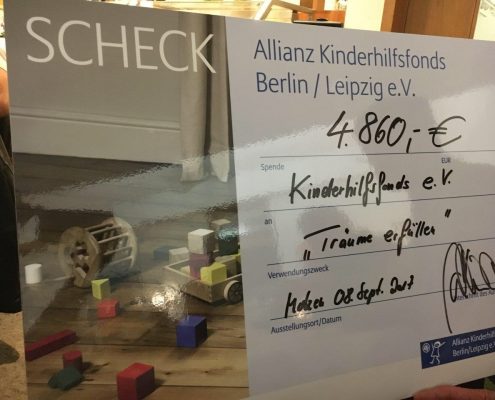 SCHECK
Allianz Kinderhilfsfonds
Berlin / Leipzig e.V.
4.860,- €
Spende
EUR
Kinderhilfsfonds e.V.
an
„Träume erfüllen"
Verwendungszweck
Motzen 08. Sept. 2017
Ausstellungsort/Datum
Allianz Kinderhilfsfonds
Berlin/Leipzig e.V.